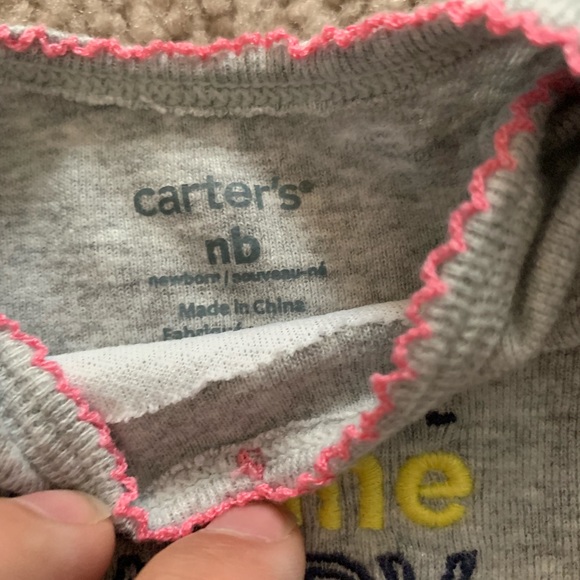 carter's®
nb
newborn | nouveau-né
Made in China
me